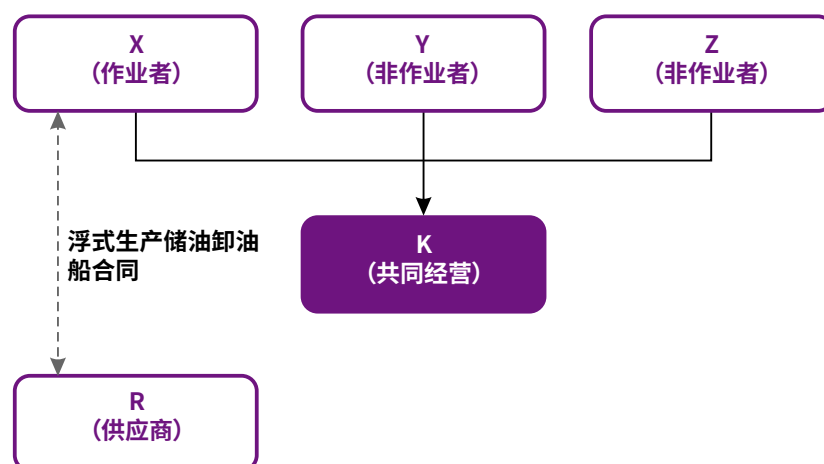 X
（作业者）
Y
（非作业者）
Z
（非作业者）
浮式生产储油卸油
船合同
K
（共同经营）
R
（供应商）